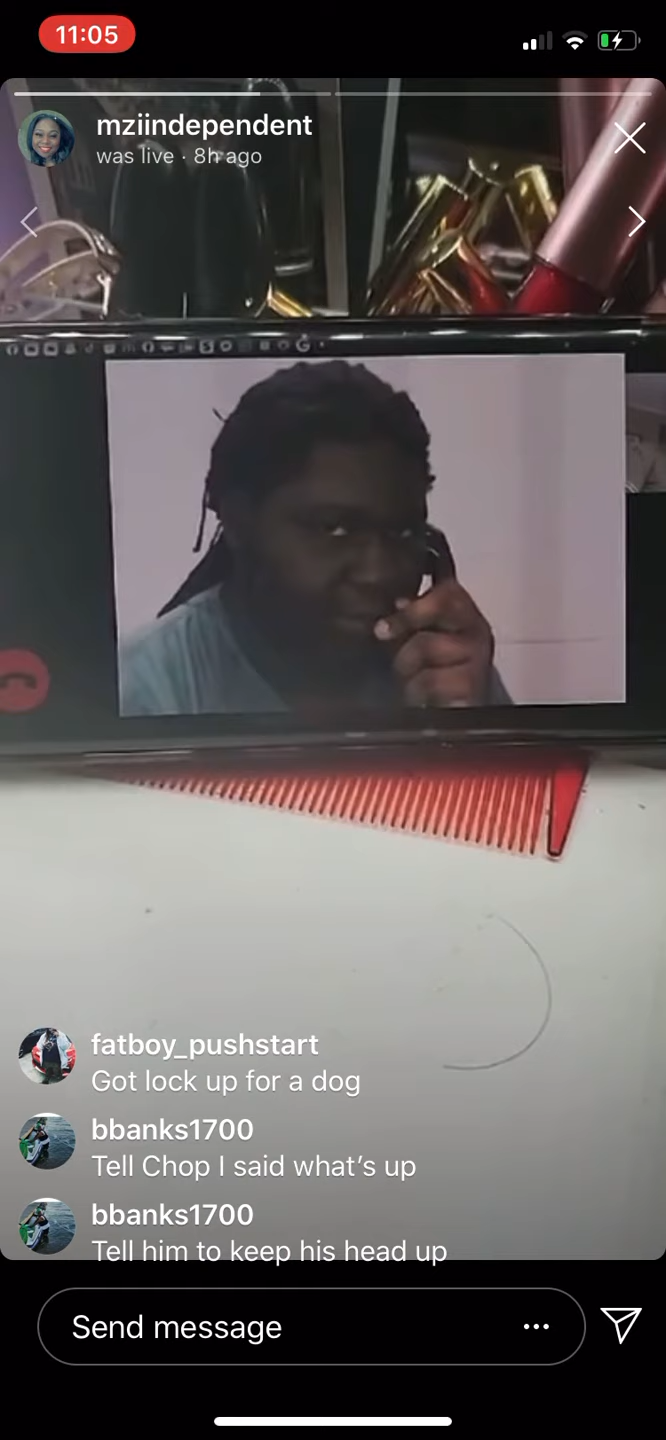 11:05
mziindependent
was live · 8h ago
fatboy_pushstart
Got lock up for a dog
bbanks1700
Tell Chop I said what's up
bbanks1700
Tell him to keep his head up
Send message